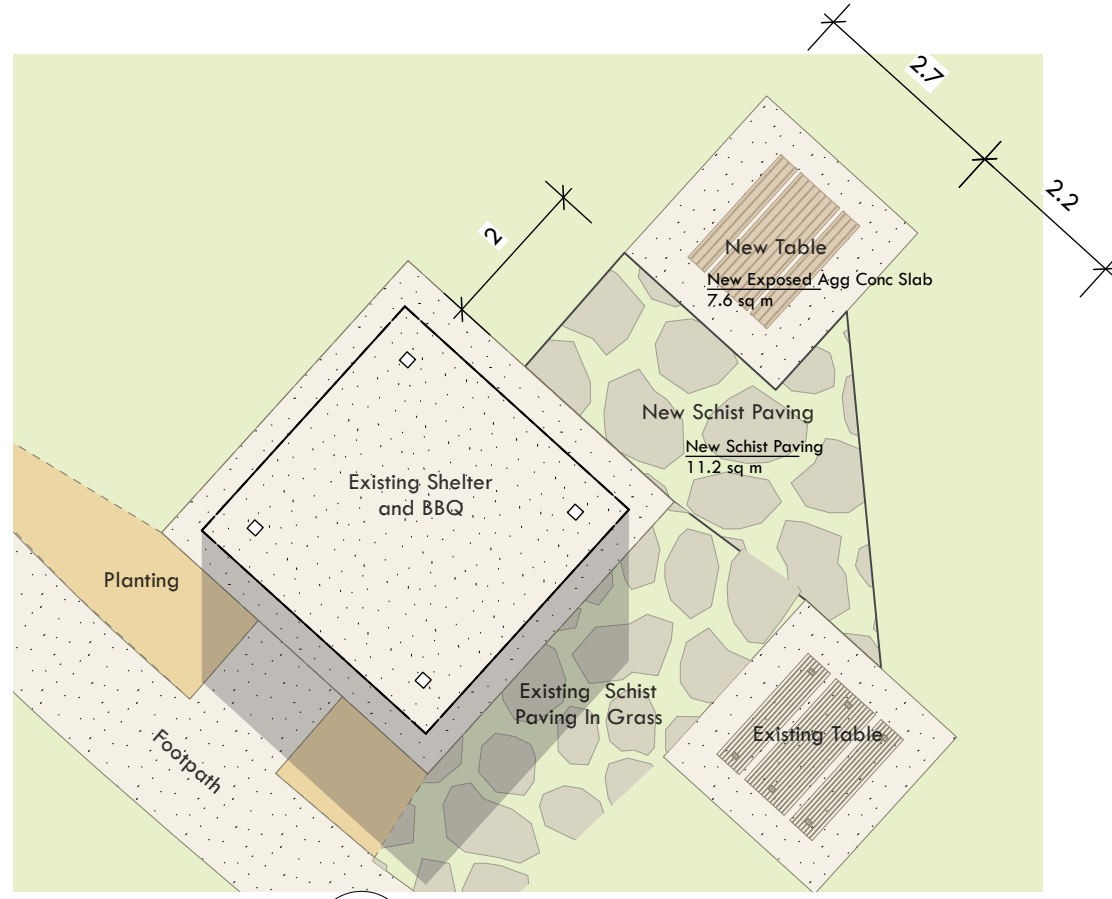 2.7
2.2
2
New Table
New Exposed Agg Conc Slab
7.6 sq m
New Schist Paving
New Schist Paving
11.2 sq m
Existing Shelter
and BBQ
Planting
Existing Schist
Paving In Grass
Existing Table
Footpath